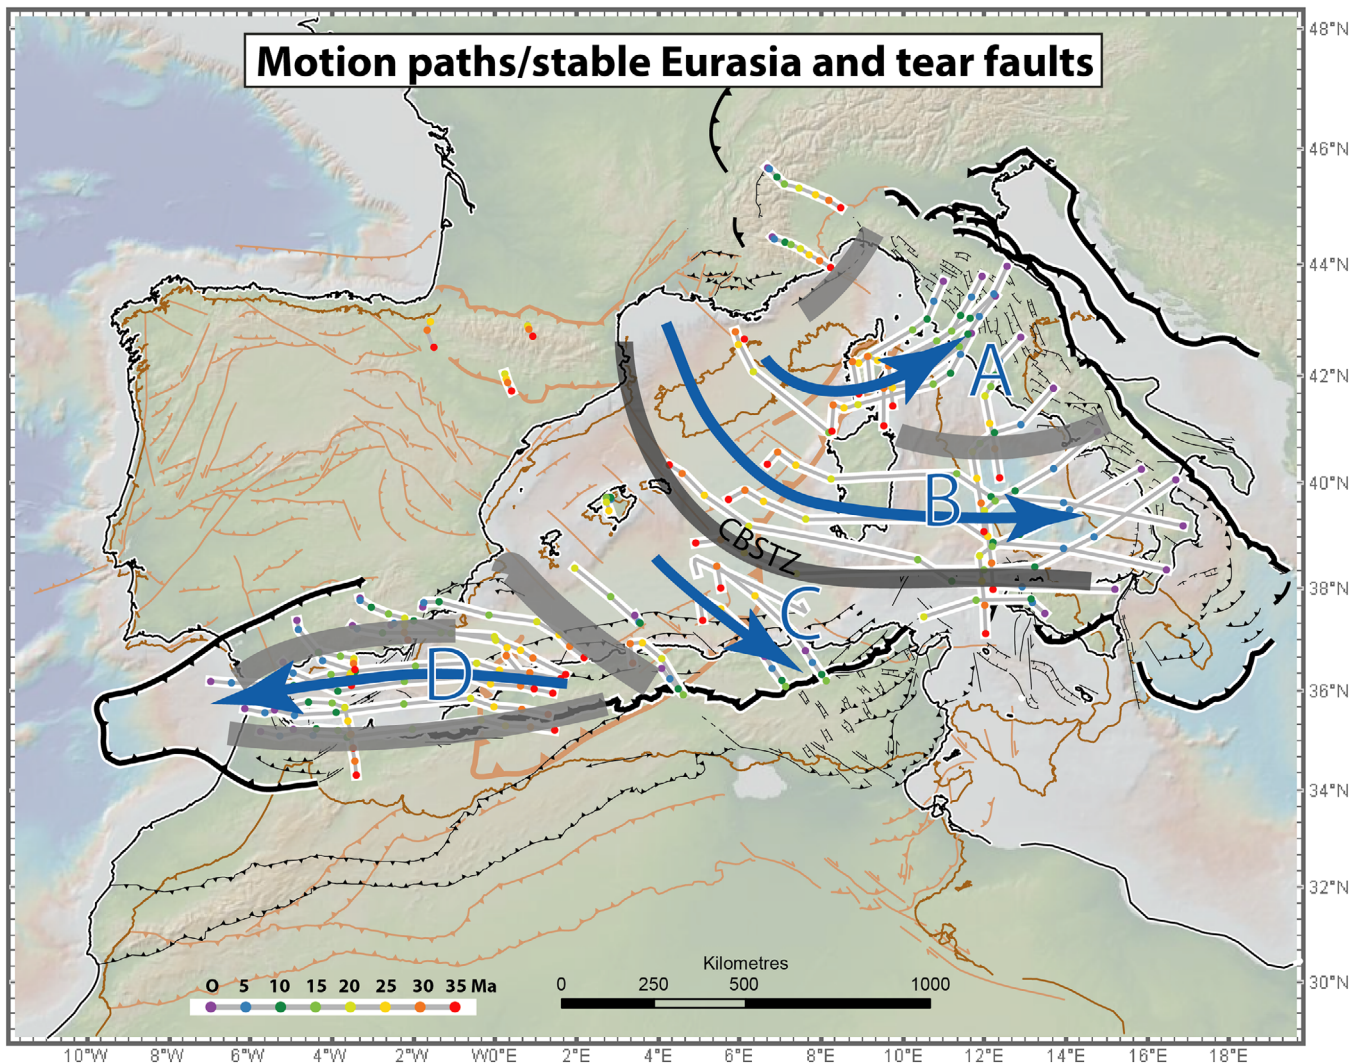 Motion paths/stable Eurasia and tear faults
48°N
46°N
44°N
42°N
40°N
38°N
36°N
34°N
32°N
30°N
A
B
CBSTZ
C
D
Kilometres
0 250 500 1000
0 5 10 15 20 25 30 35 Ma
10°W 8°W 6°W 4°W 2°W W0°E 2°E 4°E 6°E 8°E 10°E 12°E 14°E 16°E 18°E